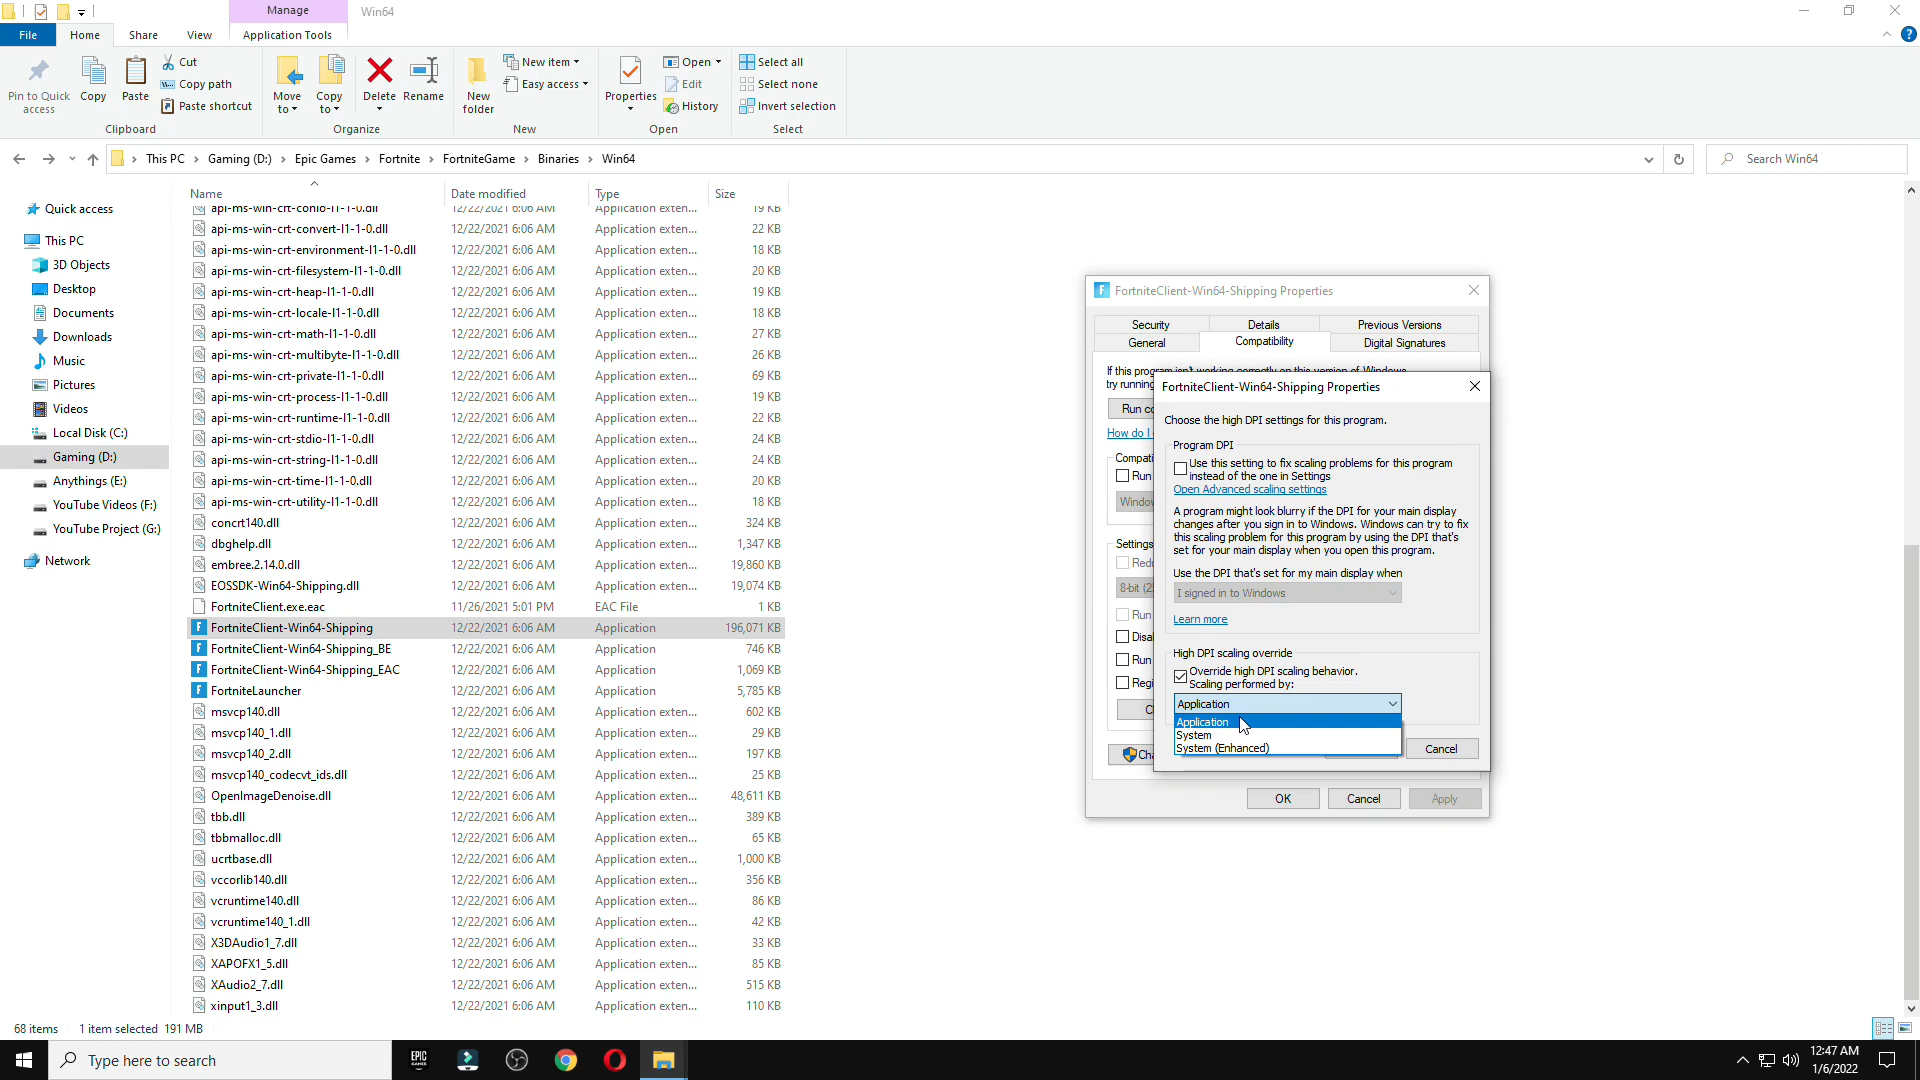 Manage
Win64
File
Home
Share
View
Application Tools
Pin to Quick access
Copy
Paste
Cut
Copy path
Paste shortcut
Clipboard
Move to
Copy to
Delete
Rename
Organize
New folder
New item
Easy access
New
Properties
Open
Edit
History
Open
Select all
Select none
Invert selection
Select
This PC
Gaming (D:)
Epic Games
Fortnite
FortniteGame
Binaries
Win64
Search Win64
Quick access
This PC
3D Objects
Desktop
Documents
Downloads
Music
Pictures
Videos
Local Disk (C:)
Gaming (D:)
Anythings (E:)
YouTube Videos (F:)
YouTube Project (G:)
Network
Name Date modified Type Size
api-ms-win-crt-conio-l1-1-0.dll 12/22/2021 6:06 AM Application exten... 19 KB
api-ms-win-crt-convert-l1-1-0.dll 12/22/2021 6:06 AM Application exten... 22 KB
api-ms-win-crt-environment-l1-1-0.dll 12/22/2021 6:06 AM Application exten... 18 KB
api-ms-win-crt-filesystem-l1-1-0.dll 12/22/2021 6:06 AM Application exten... 20 KB
api-ms-win-crt-heap-l1-1-0.dll 12/22/2021 6:06 AM Application exten... 19 KB
api-ms-win-crt-locale-l1-1-0.dll 12/22/2021 6:06 AM Application exten... 18 KB
api-ms-win-crt-math-l1-1-0.dll 12/22/2021 6:06 AM Application exten... 27 KB
api-ms-win-crt-multibyte-l1-1-0.dll 12/22/2021 6:06 AM Application exten... 26 KB
api-ms-win-crt-private-l1-1-0.dll 12/22/2021 6:06 AM Application exten... 69 KB
api-ms-win-crt-process-l1-1-0.dll 12/22/2021 6:06 AM Application exten... 19 KB
api-ms-win-crt-runtime-l1-1-0.dll 12/22/2021 6:06 AM Application exten... 22 KB
api-ms-win-crt-stdio-l1-1-0.dll 12/22/2021 6:06 AM Application exten... 24 KB
api-ms-win-crt-string-l1-1-0.dll 12/22/2021 6:06 AM Application exten... 24 KB
api-ms-win-crt-time-l1-1-0.dll 12/22/2021 6:06 AM Application exten... 20 KB
api-ms-win-crt-utility-l1-1-0.dll 12/22/2021 6:06 AM Application exten... 18 KB
concrt140.dll 12/22/2021 6:06 AM Application exten... 324 KB
dbghelp.dll 12/22/2021 6:06 AM Application exten... 1,347 KB
embree.2.14.0.dll 12/22/2021 6:06 AM Application exten... 19,860 KB
EOSSDK-Win64-Shipping.dll 12/22/2021 6:06 AM Application exten... 19,074 KB
FortniteClient.exe.eac 11/26/2021 5:01 PM EAC File 1 KB
FortniteClient-Win64-Shipping 12/22/2021 6:06 AM Application 196,071 KB
FortniteClient-Win64-Shipping_BE 12/22/2021 6:06 AM Application 746 KB
FortniteClient-Win64-Shipping_EAC 12/22/2021 6:06 AM Application 1,069 KB
FortniteLauncher 12/22/2021 6:06 AM Application 5,785 KB
msvcp140.dll 12/22/2021 6:06 AM Application exten... 602 KB
msvcp140_1.dll 12/22/2021 6:06 AM Application exten... 29 KB
msvcp140_2.dll 12/22/2021 6:06 AM Application exten... 197 KB
msvcp140_codecvt_ids.dll 12/22/2021 6:06 AM Application exten... 25 KB
OpenImageDenoise.dll 12/22/2021 6:06 AM Application exten... 48,611 KB
tbb.dll 12/22/2021 6:06 AM Application exten... 389 KB
tbbmalloc.dll 12/22/2021 6:06 AM Application exten... 65 KB
ucrtbase.dll 12/22/2021 6:06 AM Application exten... 1,000 KB
vccorlib140.dll 12/22/2021 6:06 AM Application exten... 356 KB
vcruntime140.dll 12/22/2021 6:06 AM Application exten... 86 KB
vcruntime140_1.dll 12/22/2021 6:06 AM Application exten... 42 KB
X3DAudio1_7.dll 12/22/2021 6:06 AM Application exten... 33 KB
XAPOFX1_5.dll 12/22/2021 6:06 AM Application exten... 85 KB
XAudio2_7.dll 12/22/2021 6:06 AM Application exten... 515 KB
xinput1_3.dll 12/22/2021 6:06 AM Application exten... 110 KB
FortniteClient-Win64-Shipping Properties
Security Details Previous Versions
General Compatibility Digital Signatures
If this program isn't working correctly on this version of Windows,
try running
Run co
How do I
Compati
Run
Windo
Settings
Redu
8-bit (2
Run
Disal
Run
Regi
C
Cha
OK Cancel Apply
FortniteClient-Win64-Shipping Properties
Choose the high DPI settings for this program.
Program DPI
Use this setting to fix scaling problems for this program
instead of the one in Settings
Open Advanced scaling settings
A program might look blurry if the DPI for your main display
changes after you sign in to Windows. Windows can try to fix
this scaling problem for this program by using the DPI that's
set for your main display when you open this program.
Use the DPI that's set for my main display when
I signed in to Windows
Learn more
High DPI scaling override
Override high DPI scaling behavior.
Scaling performed by:
Application
Application
System
System (Enhanced)
Cancel
68 items 1 item selected 191 MB
Type here to search
EPIC GAMES
12:47 AM
1/6/2022